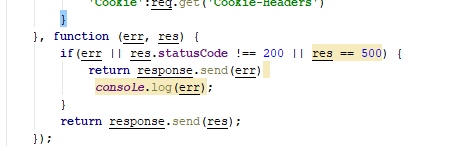 'Cookie':req.get('Cookie-Headers')
}
}, function (err, res) {
if(err || res.statusCode !== 200 || res == 500) {
return response.send(err)
console.log(err);
}
return response.send(res);
});